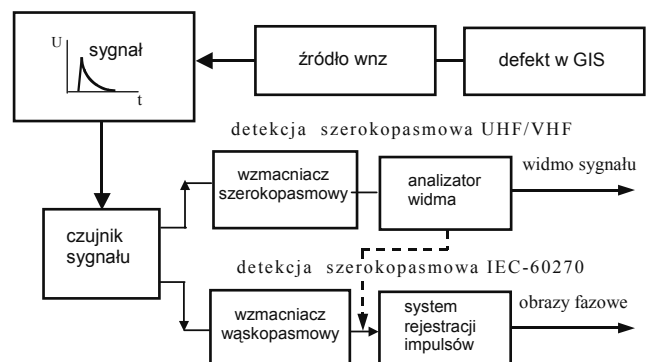 U
sygnał
t
źródło wnz
defekt w GIS
detekcja szerokopasmowa UHF/VHF
wzmacniacz
szerokopasmowy
analizator
widma
widmo sygnału
czujnik
sygnału
detekcja szerokopasmowa IEC-60270
wzmacniacz
wąskopasmowy
system
rejestracji
impulsów
obrazy fazowe